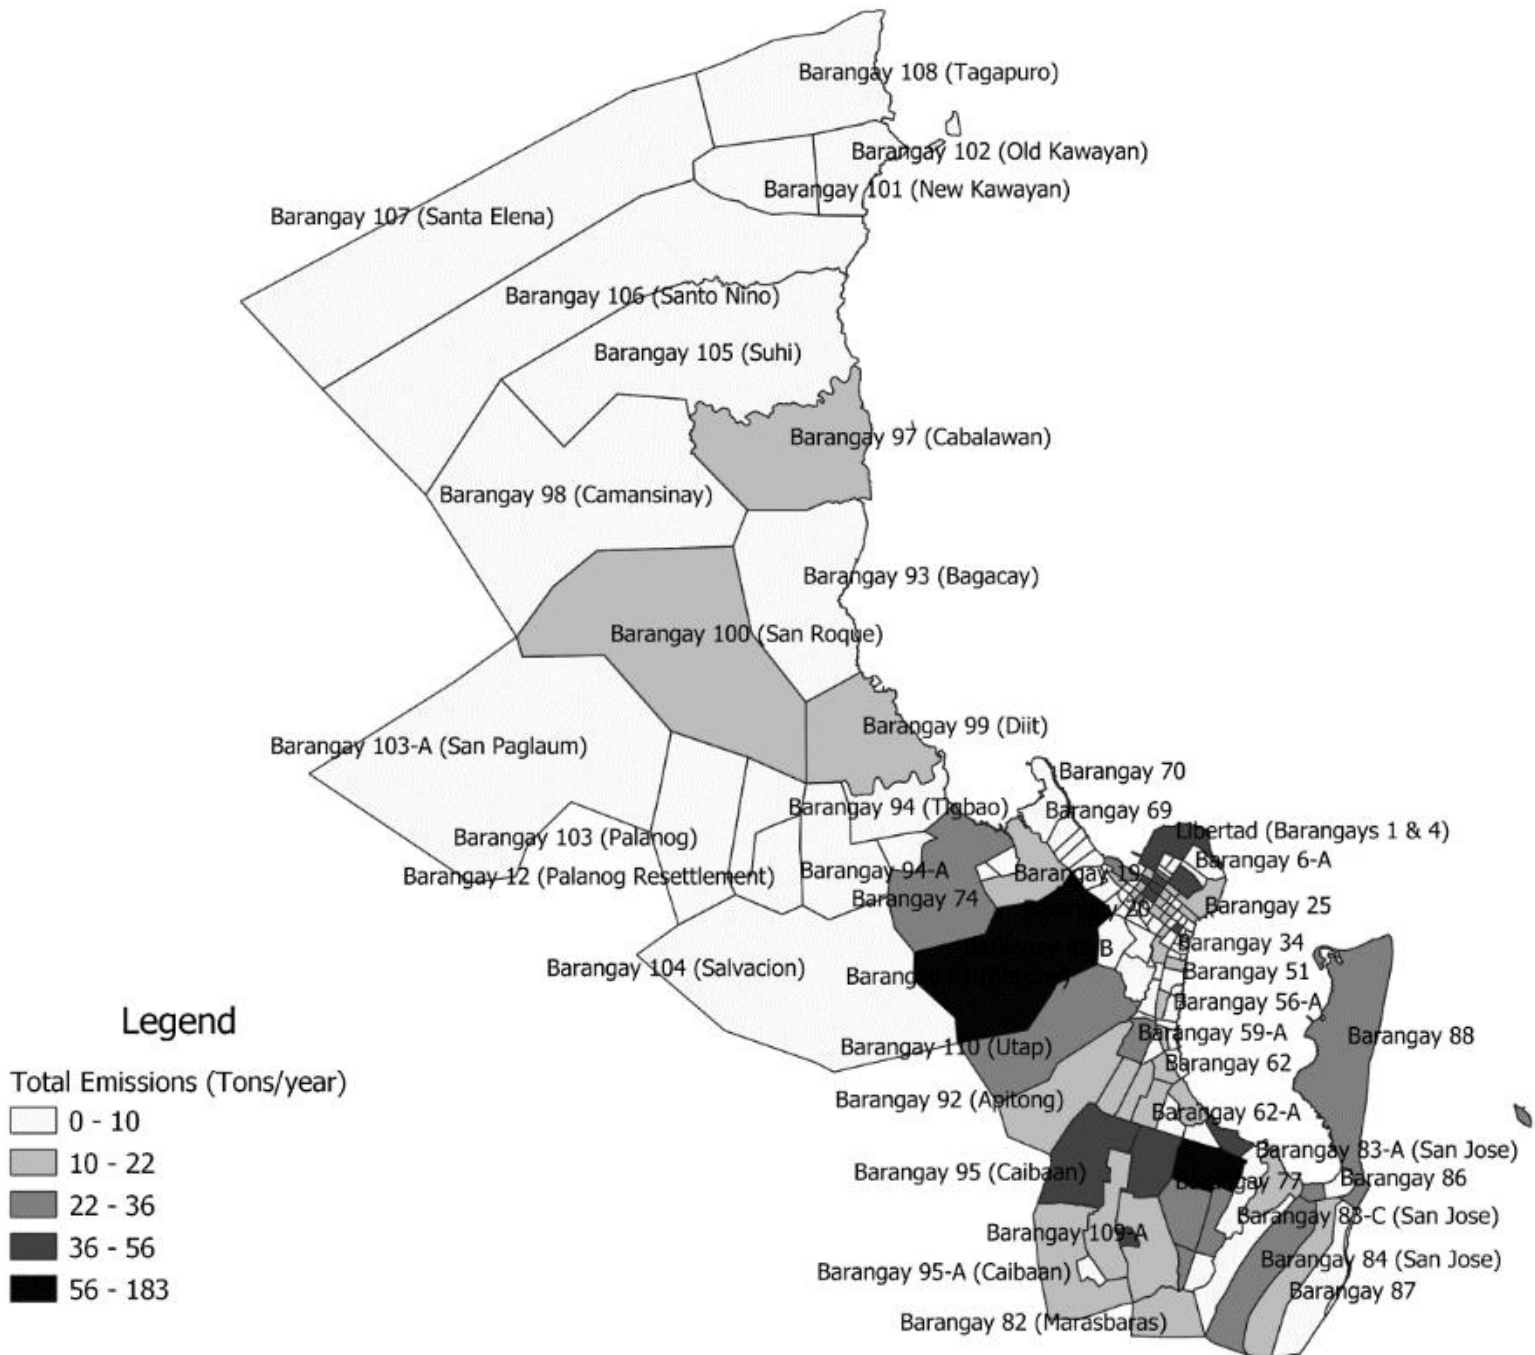 Barangay 108 (Tagapuro)
Barangay 102 (Old Kawayan)
Barangay 101 (New Kawayan)
Barangay 107 (Santa Elena)
Barangay 106 (Santo Nino)
Barangay 105 (Suhi)
Barangay 97 (Cabalawan)
Barangay 98 (Camansinay)
Barangay 93 (Bagacay)
Barangay 100 (San Roque)
Barangay 99 (Diit)
Barangay 103-A (San Paglaum)
Barangay 70
Barangay 94 (Tigbao)
Barangay 69
Libertad (Barangays 1 & 4)
Barangay 103 (Palanog)
Barangay 6-A
Barangay 12 (Palanog Resettlement)
Barangay 94-A
Barangay 19
Barangay 74
20
Barangay 25
Barangay 34
B
Barangay 104 (Salvacion)
Barangay
Barangay 51
Barangay 56-A
Barangay 59-A
Barangay 88
Barangay 110 (Utap)
Barangay 62
Barangay 92 (Apitong)
Barangay 62-A
Barangay 83-A (San Jose)
Barangay 95 (Caibaan)
Barangay 77
Barangay 86
Barangay 83-C (San Jose)
Barangay 109-A
Barangay 84 (San Jose)
Barangay 95-A (Caibaan)
Barangay 87
Barangay 82 (Marasbaras)
Legend
Total Emissions (Tons/year)
0 - 10
10 - 22
22 - 36
36 - 56
56 - 183